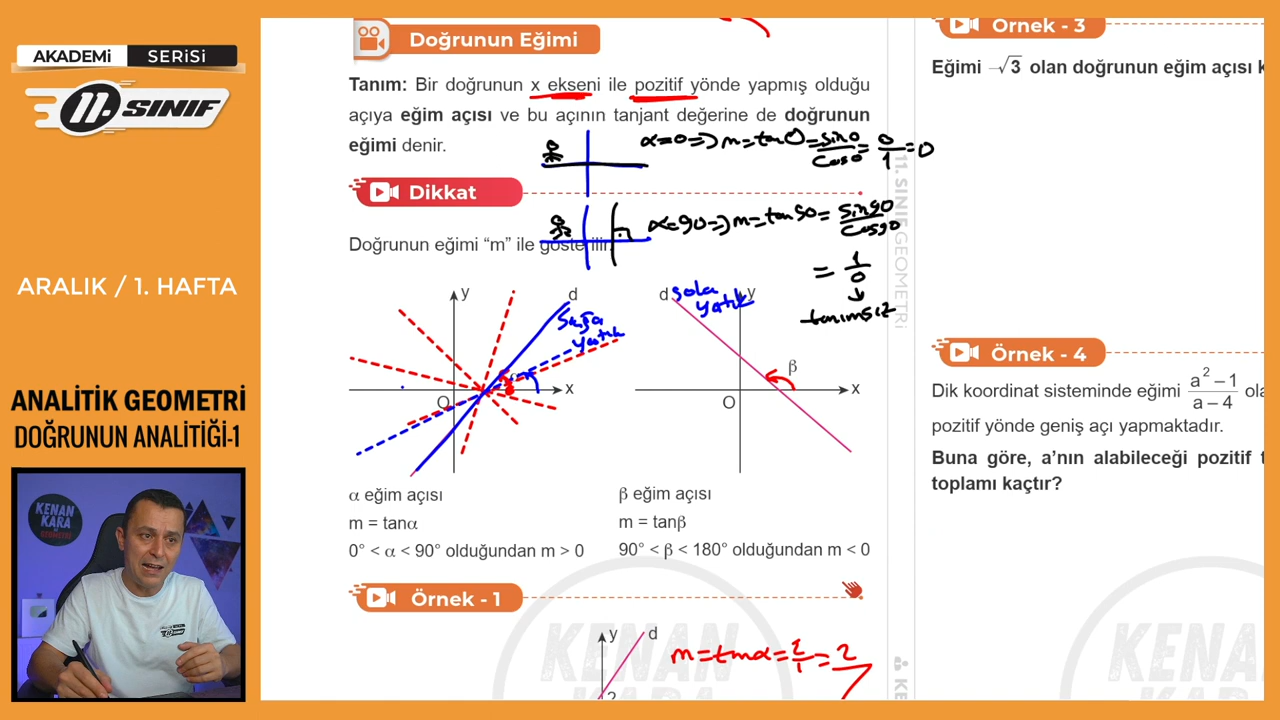 AKADEMİ SERİSİ
11. SINIF
ARALIK / 1. HAFTA
ANALİTİK GEOMETRİ
DOĞRUNUN ANALİTİĞİ-1
KENAN
KARA
Doğrunun Eğimi
Tanım: Bir doğrunun x ekseni ile pozitif yönde yapmış olduğu
açıya eğim açısı ve bu açının tanjant değerine de doğrunun
eğimi denir.
α=0 => m=tan0 = sin0/cos0 = 0/1 = 0
Dikkat
α=90 => m=tan90 = sin90/cos90
Doğrunun eğimi “m” ile gösterilir.
= 1/0
tanımsız
y
d
sağa
yatık
α
x
O
d
sola
yatık
y
β
x
O
α eğim açısı
m = tanα
0° < α < 90° olduğundan m > 0
β eğim açısı
m = tanβ
90° < β < 180° olduğundan m < 0
Örnek - 1
y
d
2
m=tanα=2/1=2
KENAN
KARA
11. SINIF GEOMETRİ
Örnek - 3
Eğimi –√3 olan doğrunun eğim açısı k
Örnek - 4
Dik koordinat sisteminde eğimi a² – 1 / a – 4 ola
pozitif yönde geniş açı yapmaktadır.
Buna göre, a’nın alabileceği pozitif t
toplamı kaçtır?
KENAN
KARA